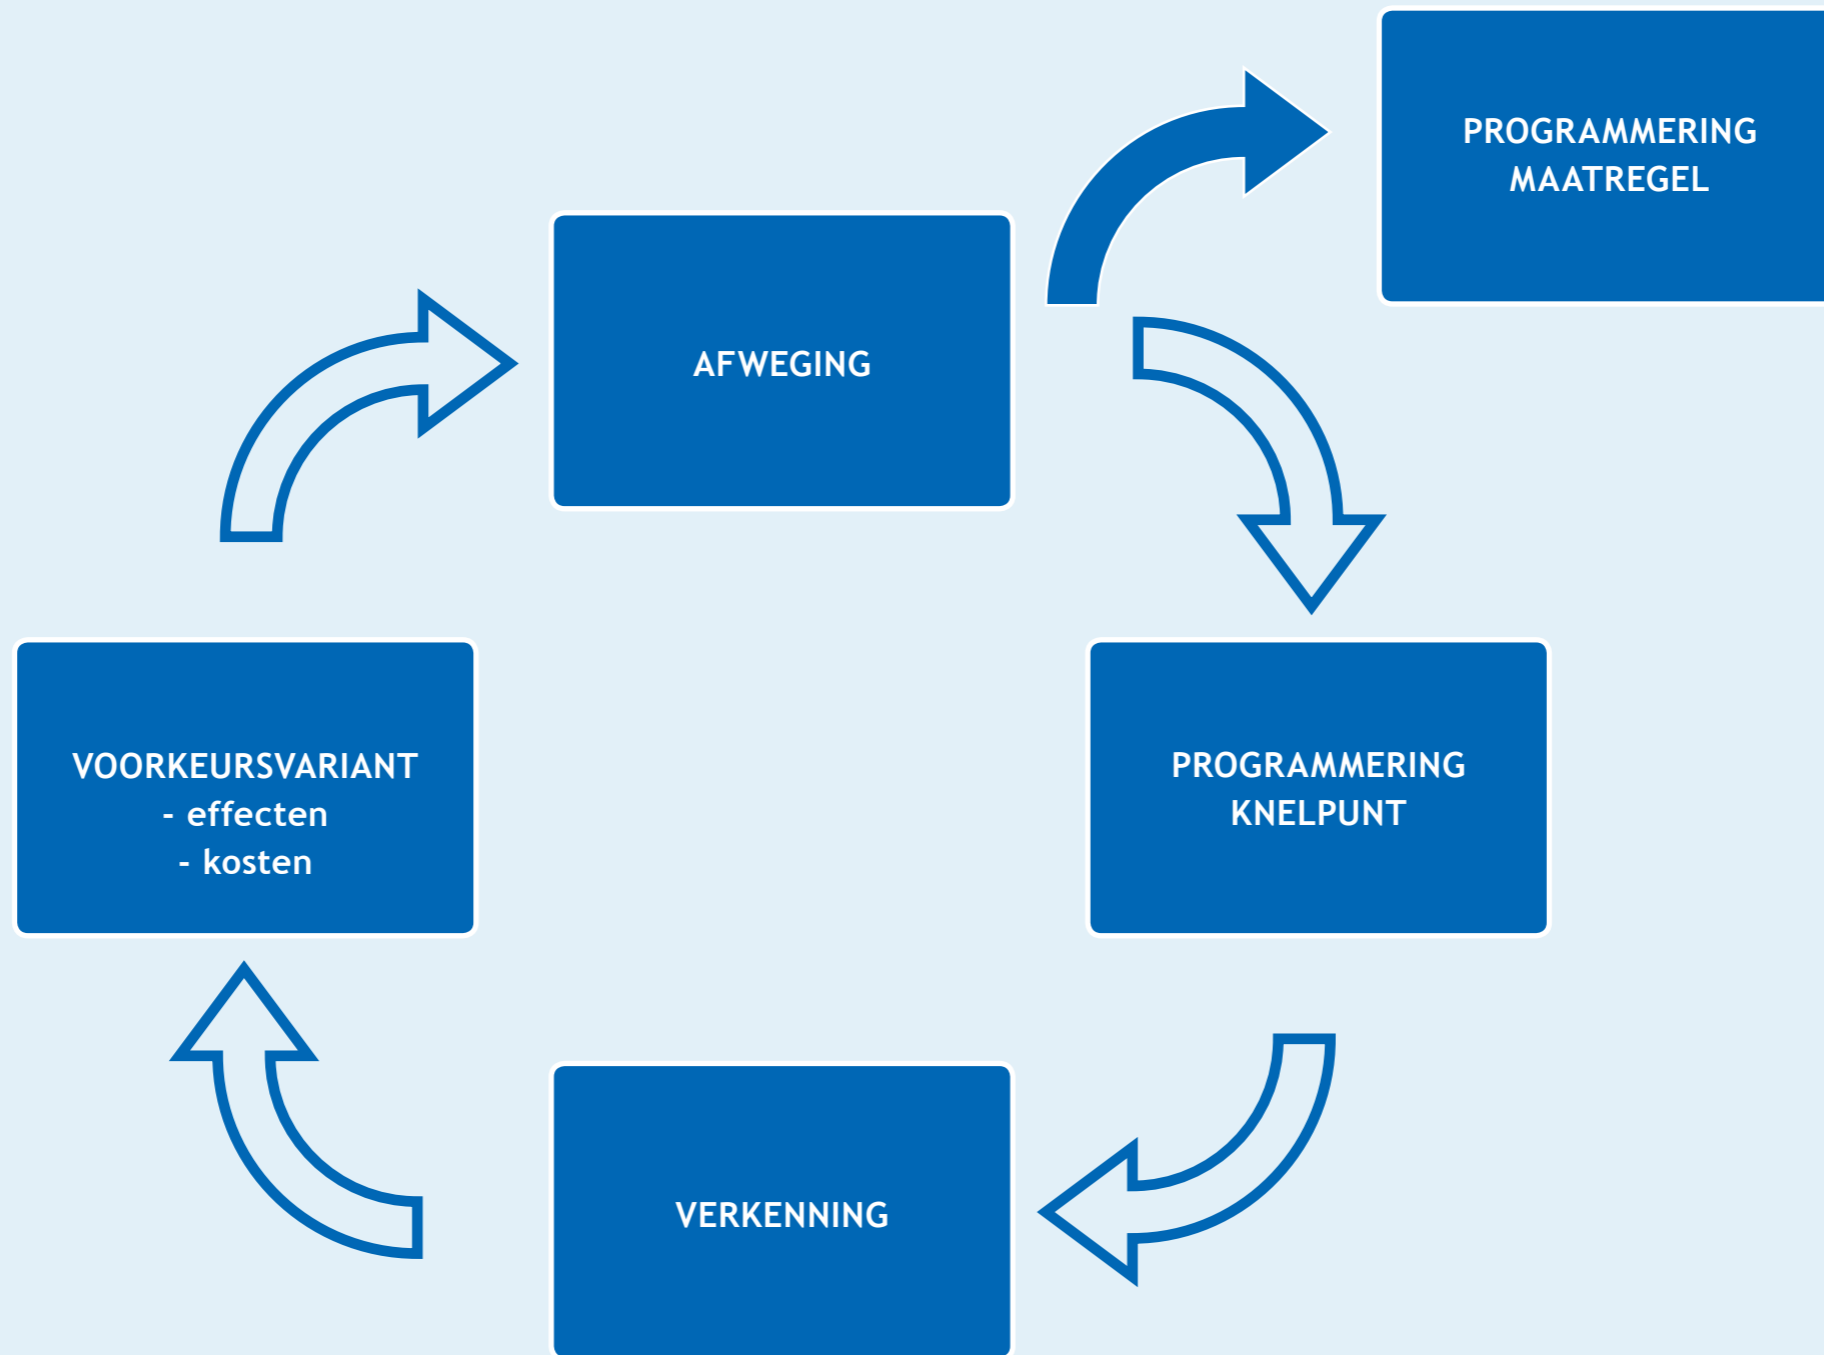 PROGRAMMERING
MAATREGEL
AFWEGING
VOORKEURSVARIANT
- effecten
- kosten
PROGRAMMERING
KNELPUNT
VERKENNING